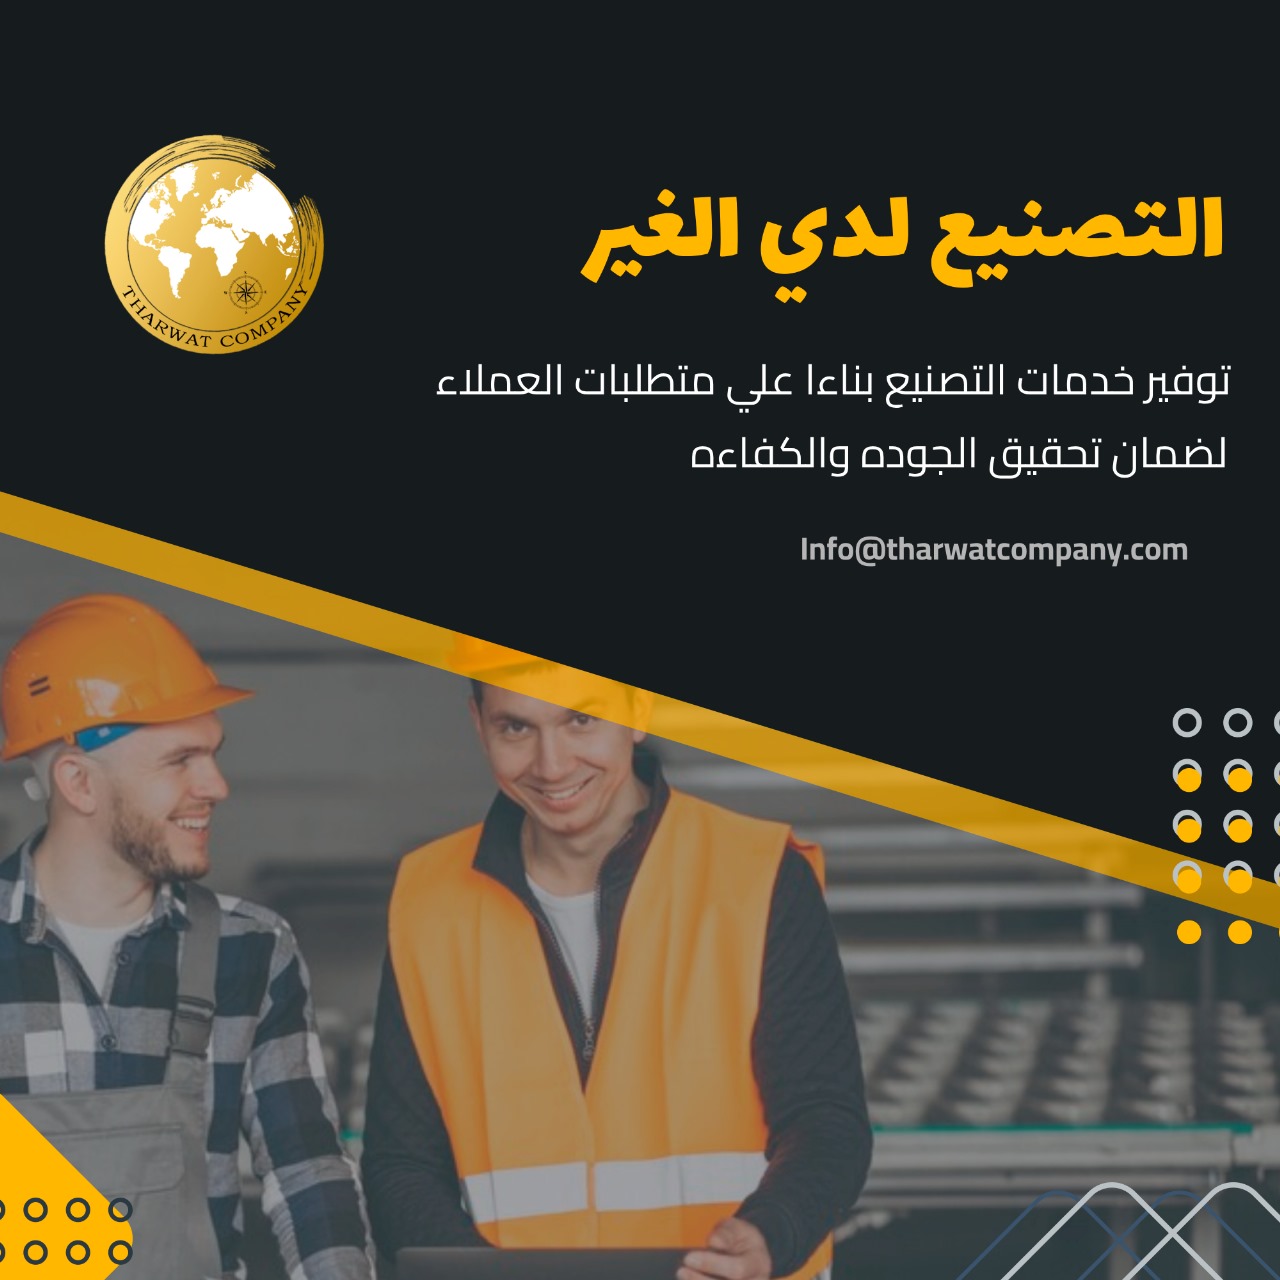 التصنيع لدي الغير
THARWAT COMPANY
توفير خدمات التصنيع بناءا علي متطلبات العملاء
لضمان تحقيق الجوده والكفاءه
Info@tharwatcompany.com